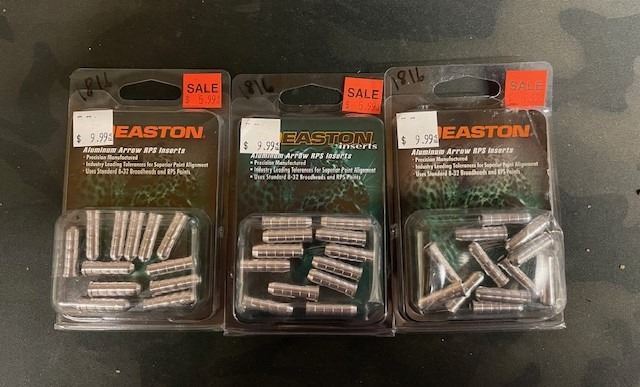 1816
SALE
$ 5.99
$ 9.99
EASTON
Aluminum Arrow RPS Inserts
• Precision Manufactured
• Industry Leading Tolerances for Superior Point Alignment
• Uses Standard 8-32 Broadheads and RPS Points
1816
SALE
$ 5.99
$ 9.99
EASTON
inserts
Aluminum Arrow RPS Inserts
• Precision Manufactured
• Industry Leading Tolerances for Superior Point Alignment
• Uses Standard 8-32 Broadheads and RPS Points
1816
SALE
$ 5.99
$ 9.99
EASTON
Aluminum Arrow RPS Inserts
• Precision Manufactured
• Industry Leading Tolerances for Superior Point Alignment
• Uses Standard 8-32 Broadheads and RPS Points